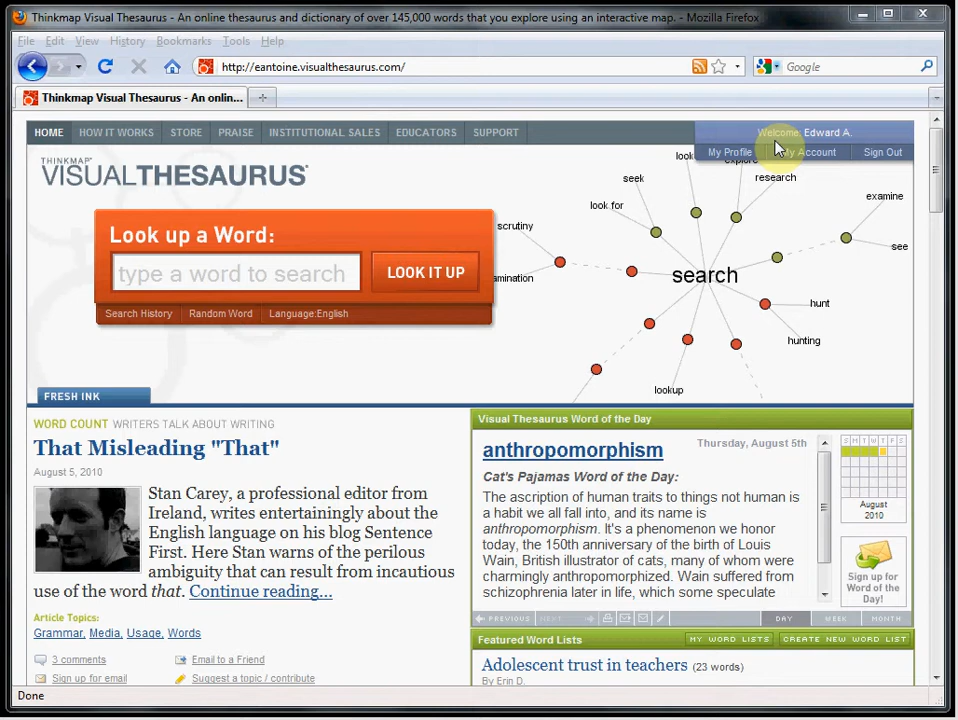 Thinkmap Visual Thesaurus - An online thesaurus and dictionary of over 145,000 words that you explore using an interactive map. - Mozilla Firefox
File Edit View History Bookmarks Tools Help
http://eantoine.visualthesaurus.com/
Google
Thinkmap Visual Thesaurus - An onlin...
HOME HOW IT WORKS STORE PRAISE INSTITUTIONAL SALES EDUCATORS SUPPORT
Welcome: Edward A.
My Profile My Account Sign Out
THINKMAP
VISUALTHESAURUS
Look up a Word:
type a word to search
LOOK IT UP
Search History Random Word Language:English
look
explore
research
seek
look for
examine
scrutiny
see
search
amination
hunt
hunting
lookup
FRESH INK
WORD COUNT WRITERS TALK ABOUT WRITING
That Misleading "That"
August 5, 2010
Stan Carey, a professional editor from
Ireland, writes entertainingly about the
English language on his blog Sentence
First. Here Stan warns of the perilous
ambiguity that can result from incautious
use of the word that. Continue reading...
Article Topics:
Grammar, Media, Usage, Words
3 comments
Email to a Friend
Sign up for email
Suggest a topic / contribute
Visual Thesaurus Word of the Day
anthropomorphism
Thursday, August 5th
Cat's Pajamas Word of the Day:
The ascription of human traits to things not human is
a habit we all fall into, and its name is
anthropomorphism. It's a phenomenon we honor
today, the 150th anniversary of the birth of Louis
Wain, British illustrator of cats, many of whom were
charmingly anthropomorphized. Wain suffered from
schizophrenia later in life, which some speculate
S M T W T F S
August
2010
Sign up for
Word of the
Day!
PREVIOUS NEXT DAY WEEK MONTH
Featured Word Lists
MY WORD LISTS CREATE NEW WORD LIST
Adolescent trust in teachers (23 words)
By Erin D.
Done